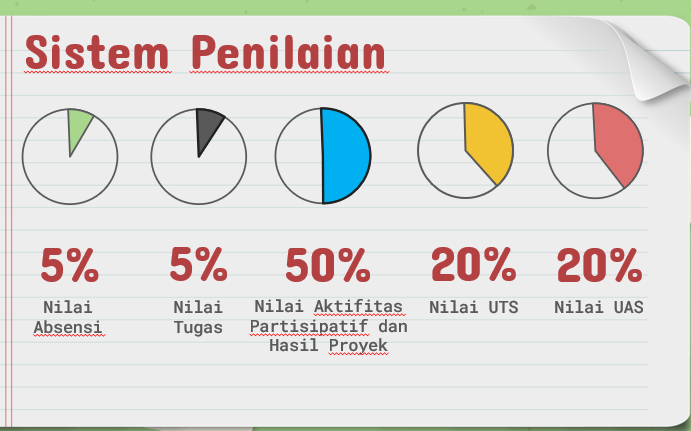 Sistem Penilaian
5%
Nilai
Absensi
5%
Nilai
Tugas
50%
Nilai Aktifitas
Partisipatif dan
Hasil Proyek
20%
Nilai UTS
20%
Nilai UAS